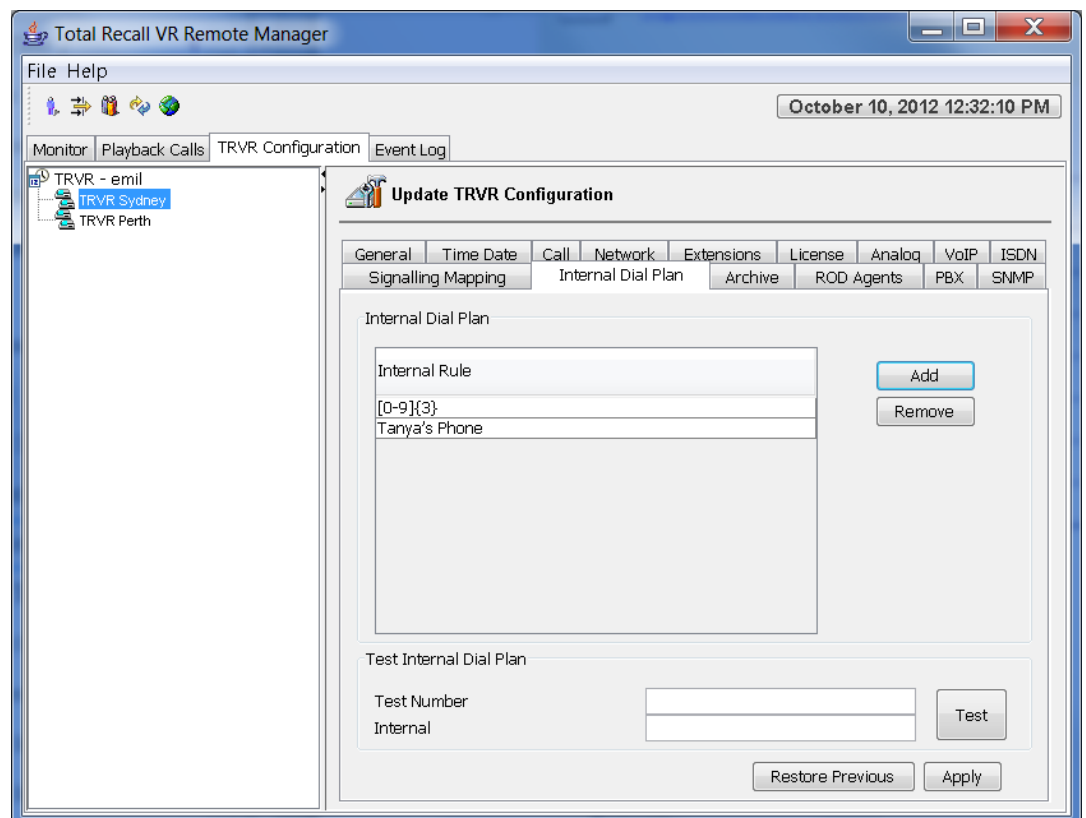 Total Recall VR Remote Manager
File Help
October 10, 2012 12:32:10 PM
Monitor Playback Calls TRVR Configuration Event Log
TRVR - emil
TRVR Sydney
TRVR Perth
Update TRVR Configuration
General Time Date Call Network Extensions License Analog VoIP ISDN
Signalling Mapping Internal Dial Plan Archive ROD Agents PBX SNMP
Internal Dial Plan
Internal Rule
[0-9]{3}
Tanya's Phone
Add
Remove
Test Internal Dial Plan
Test Number
Internal
Test
Restore Previous Apply